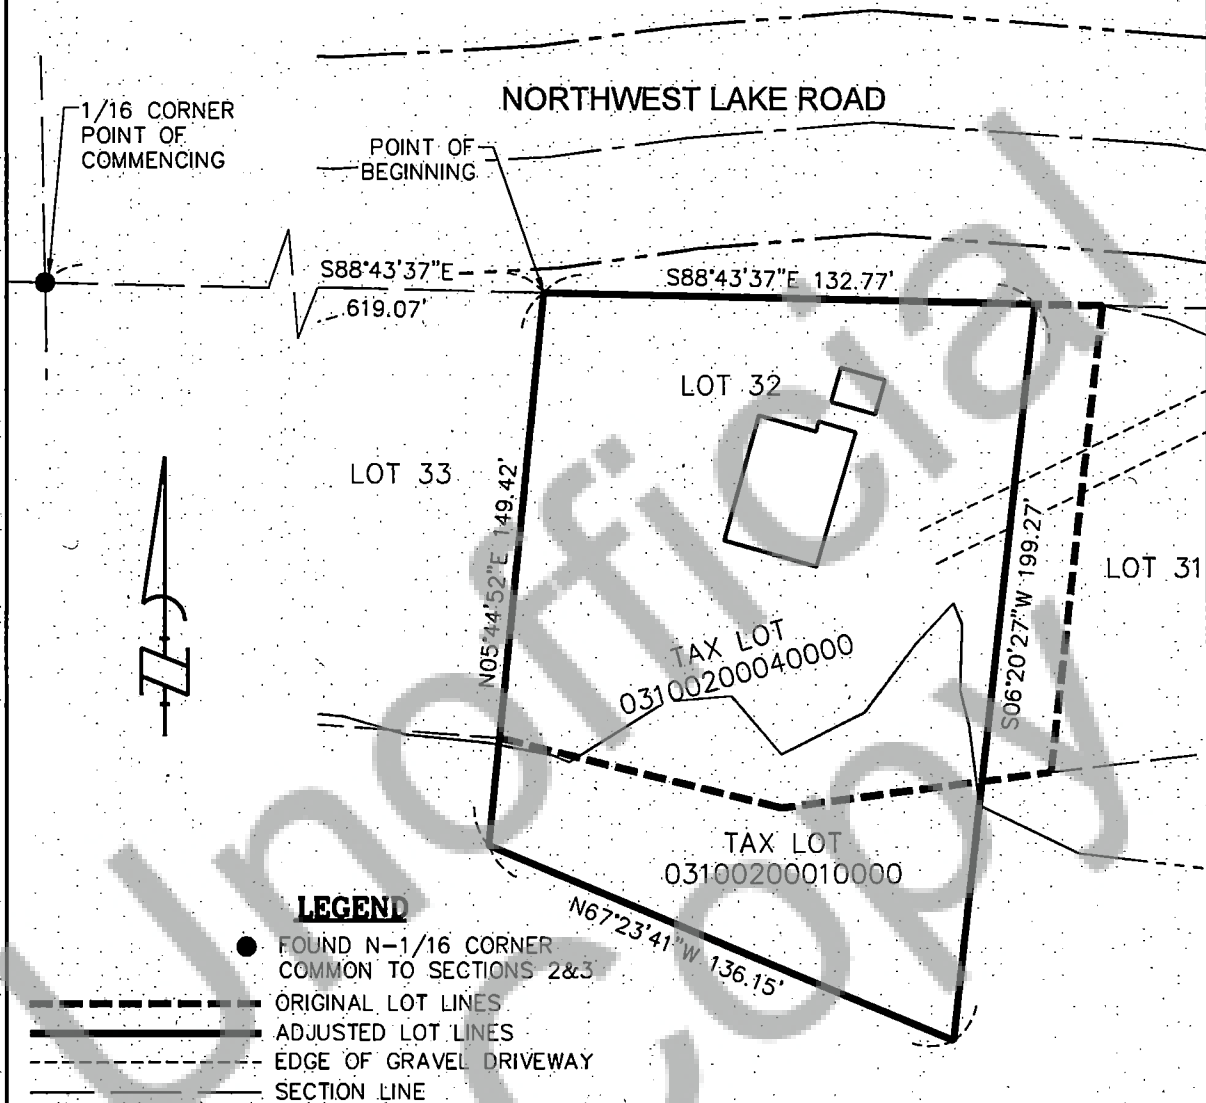 NORTHWEST LAKE ROAD
1/16 CORNER
POINT OF
COMMENCING
POINT OF
BEGINNING
S88°43'37"E
619.07'
S88°43'37"E 132.77'
LOT 32
LOT 33
N05°44'52"E 149.42'
S06°20'27"W 199.27'
LOT 31
TAX LOT
03100200040000
TAX LOT
03100200010000
N67°23'41"W 136.15'
LEGEND
FOUND N-1/16 CORNER
COMMON TO SECTIONS 2&3
ORIGINAL LOT LINES
ADJUSTED LOT LINES
EDGE OF GRAVEL DRIVEWAY
SECTION LINE
N
Unofficial
Copy